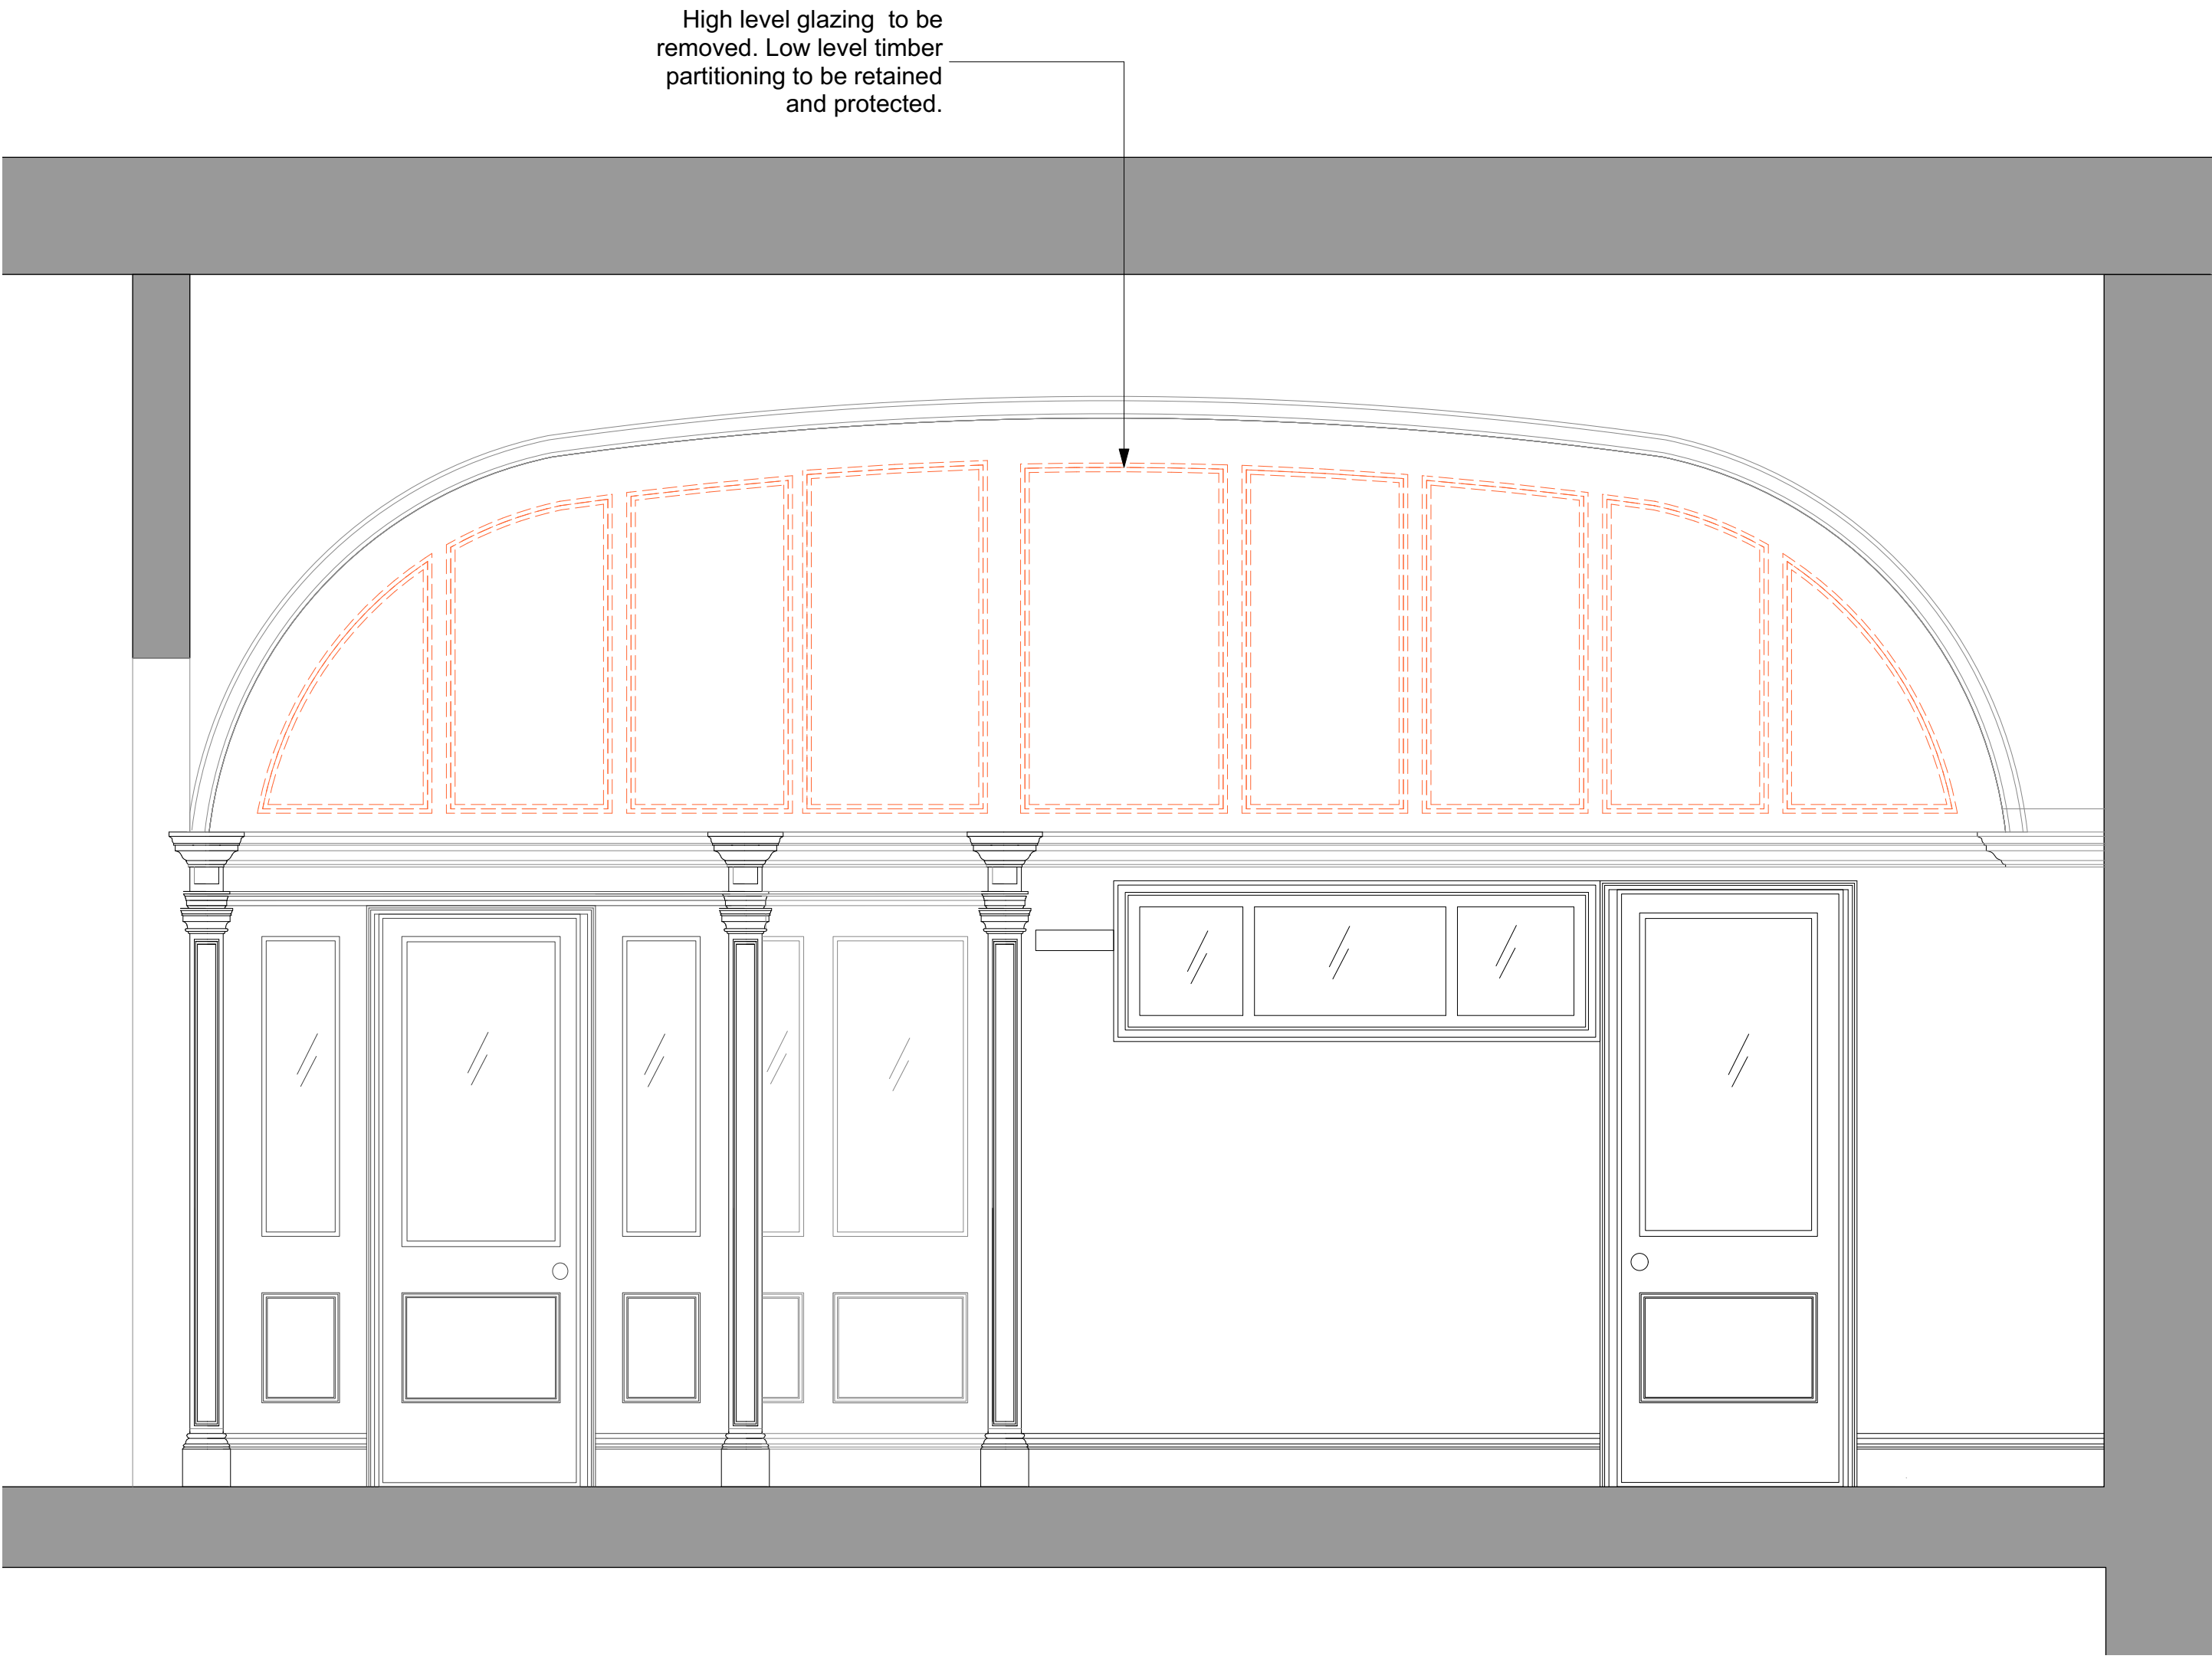 High level glazing  to be
removed. Low level timber
partitioning to be retained
and protected.